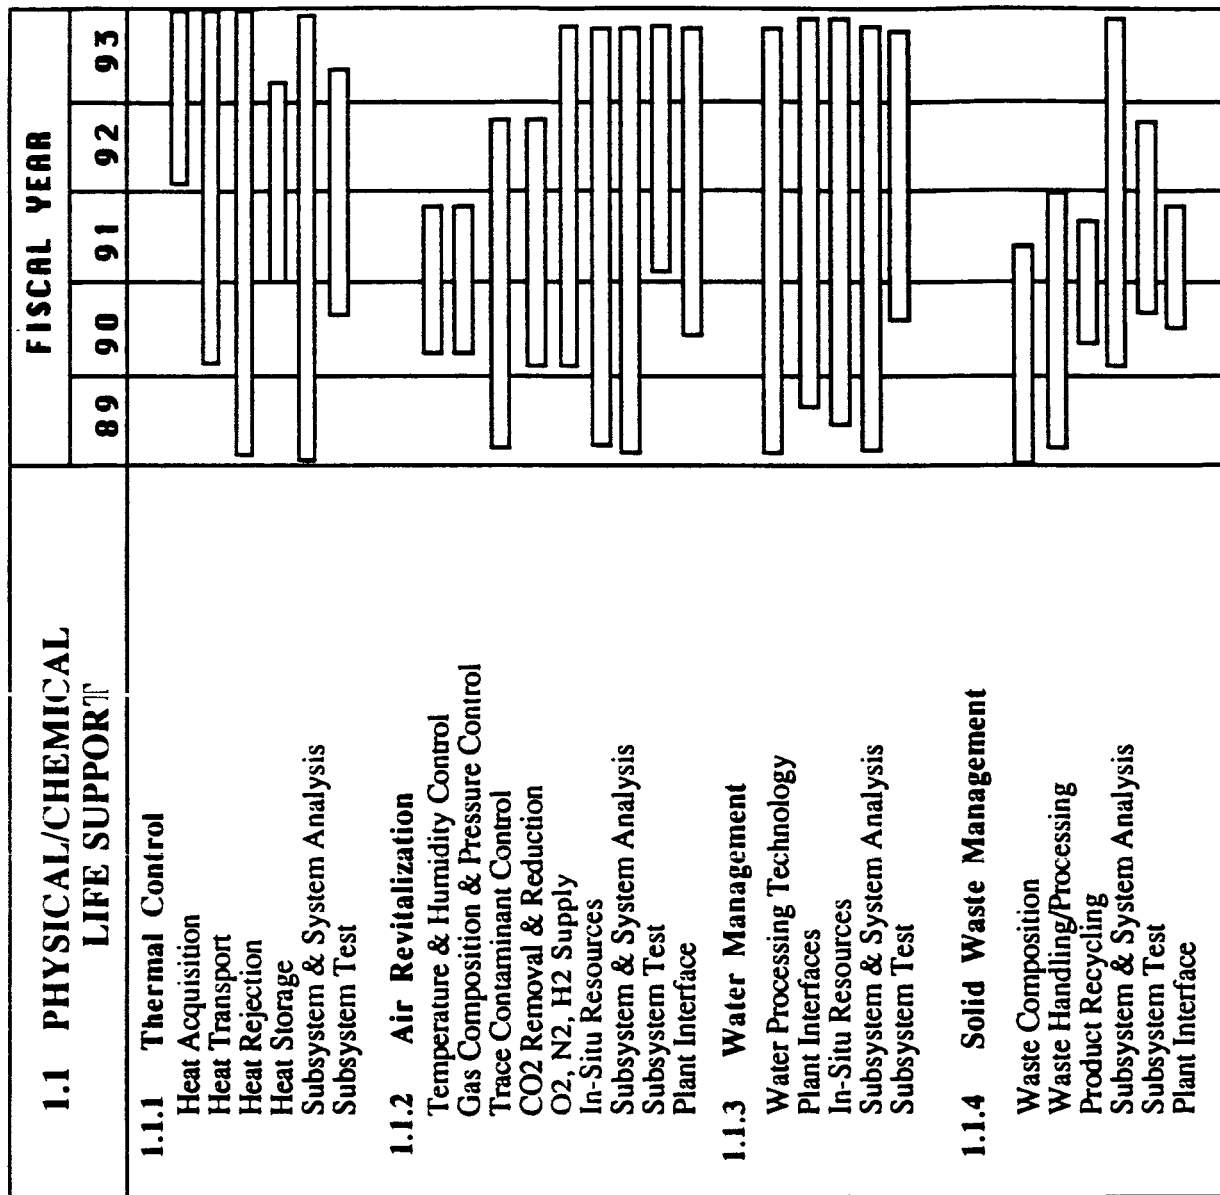 1.1 PHYSICAL/CHEMICAL
LIFE SUPPORT
FISCAL YEAR
89 90 91 92 93
1.1.1 Thermal Control
Heat Acquisition
Heat Transport
Heat Rejection
Heat Storage
Subsystem & System Analysis
Subsystem Test
1.1.2 Air Revitalization
Temperature & Humidity Control
Gas Composition & Pressure Control
Trace Contaminant Control
CO2 Removal & Reduction
O2, N2, H2 Supply
In-Situ Resources
Subsystem & System Analysis
Subsystem Test
Plant Interface
1.1.3 Water Management
Water Processing Technology
Plant Interfaces
In-Situ Resources
Subsystem & System Analysis
Subsystem Test
1.1.4 Solid Waste Management
Waste Composition
Waste Handling/Processing
Product Recycling
Subsystem & System Analysis
Subsystem Test
Plant Interface